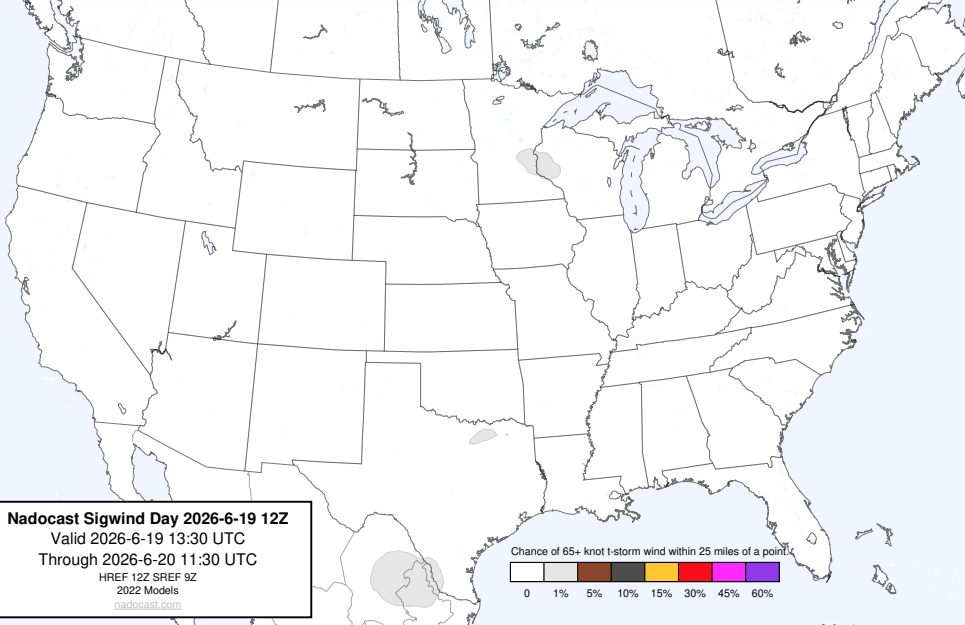 Nadocast Sigwind Day 2026-6-19 12Z
Valid 2026-6-19 13:30 UTC
Through 2026-6-20 11:30 UTC
HREF 12Z SREF 9Z
2022 Models
nadocast.com
Chance of 65+ knot t-storm wind within 25 miles of a point.
0 1% 5% 10% 15% 30% 45% 60%